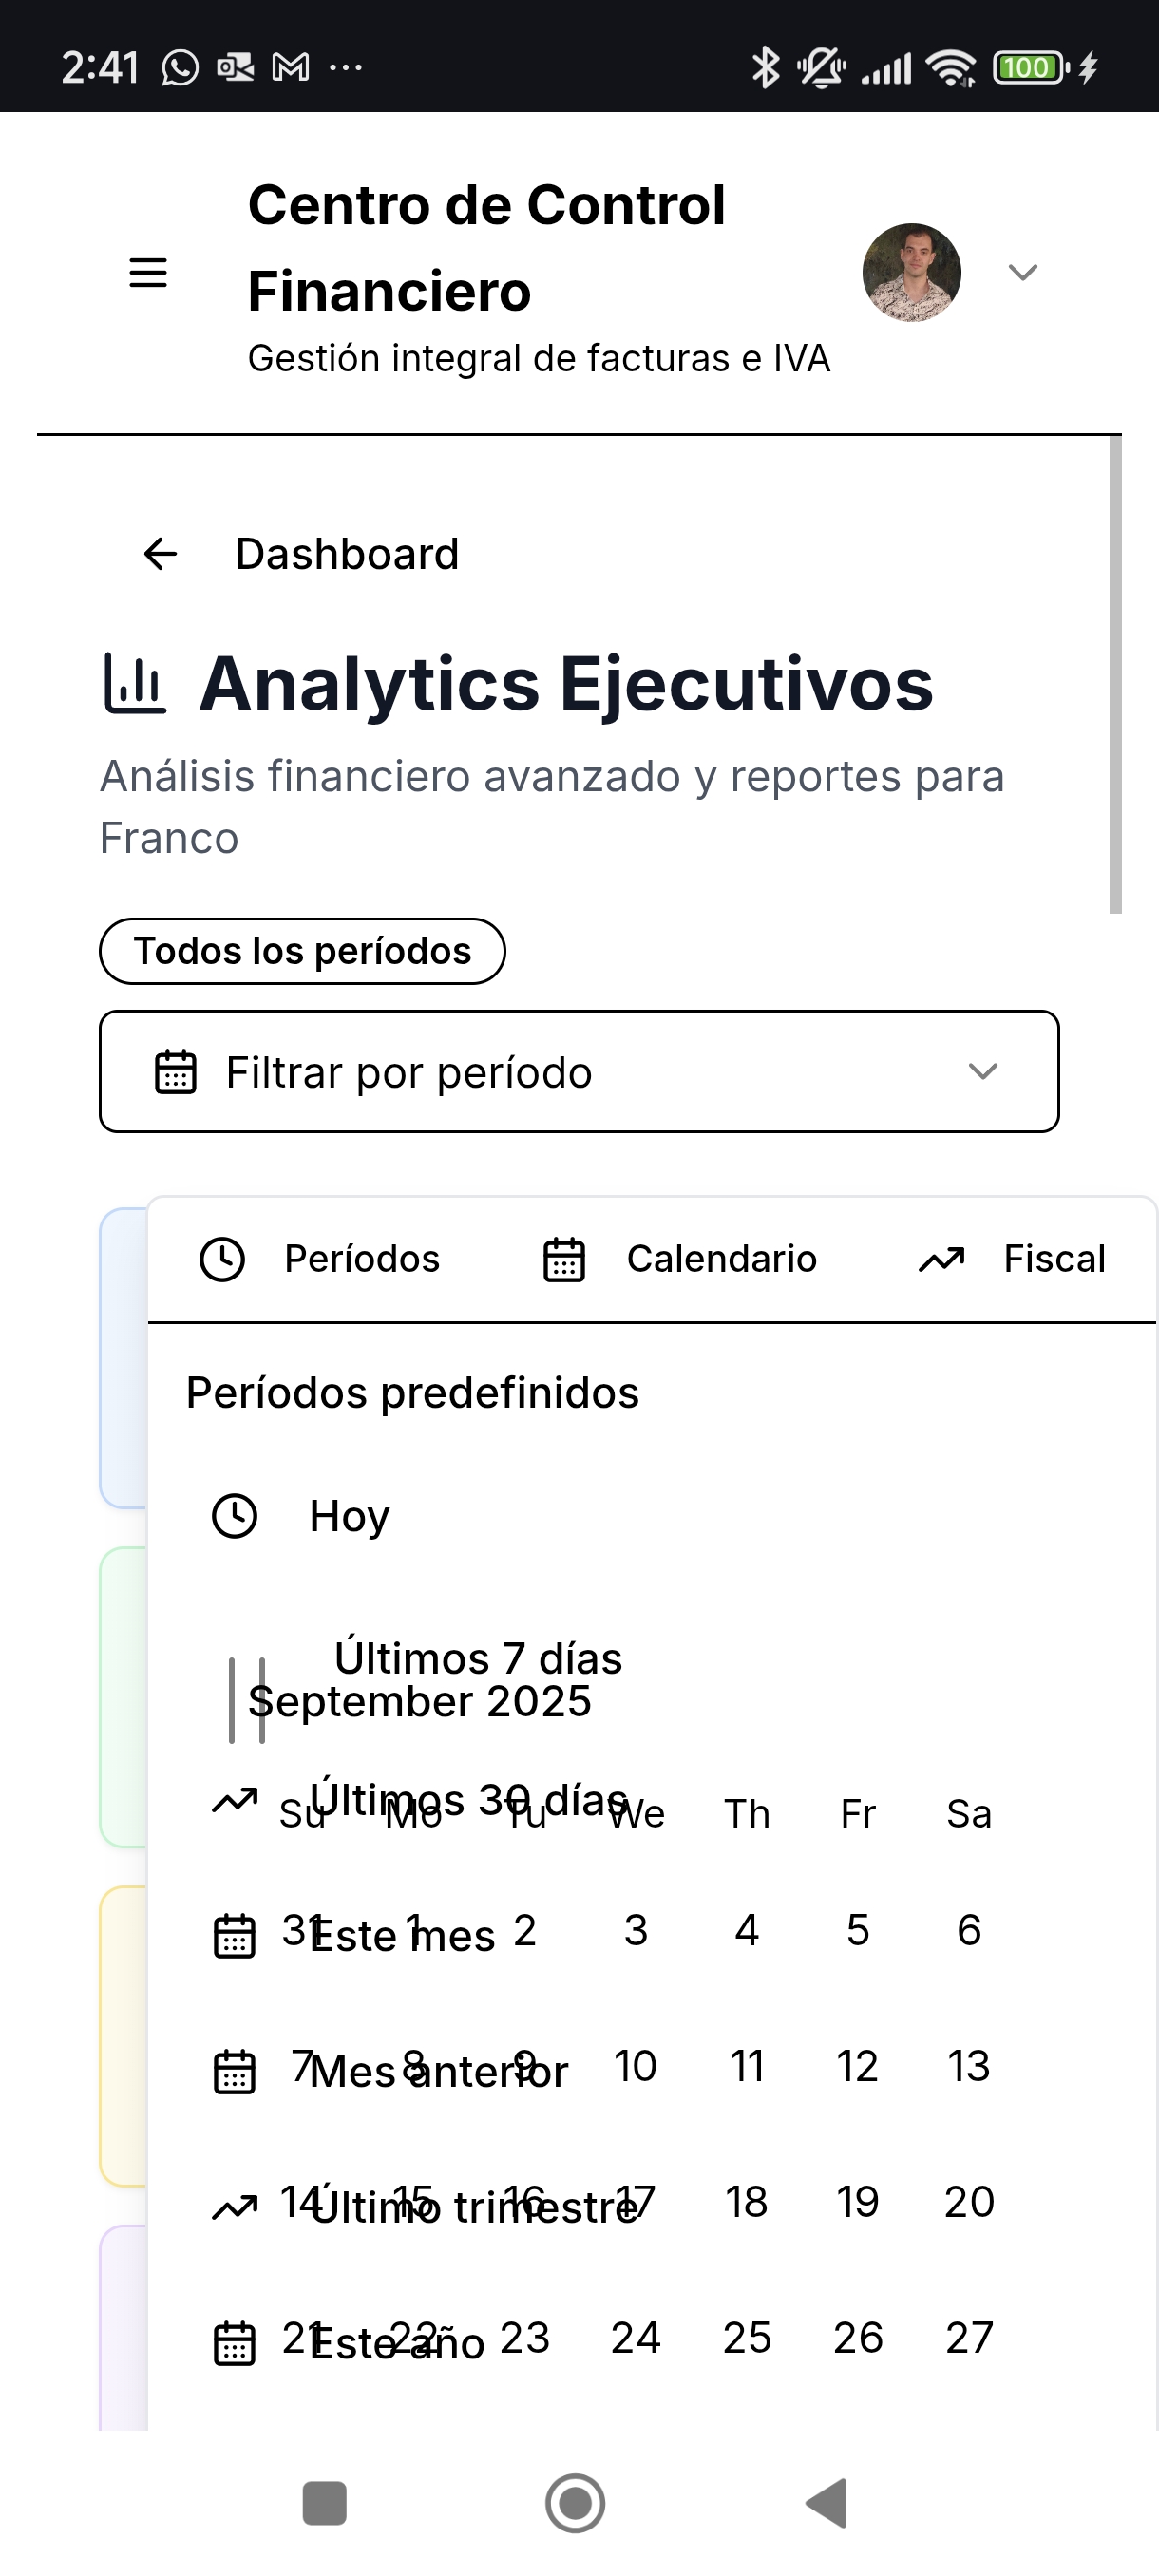 2:41
100
Centro de Control
Financiero
Gestión integral de facturas e IVA
Dashboard
Analytics Ejecutivos
Análisis financiero avanzado y reportes para
Franco
Todos los períodos
Filtrar por período
Períodos Calendario Fiscal
Períodos predefinidos
Hoy
Últimos 7 días
September 2025
Últimos 30 días
Su Mo Tu We Th Fr Sa
31 1 2 3 4 5 6
Este mes
7 8 9 10 11 12 13
Mes anterior
14 15 16 17 18 19 20
Último trimestre
21 22 23 24 25 26 27
Este año